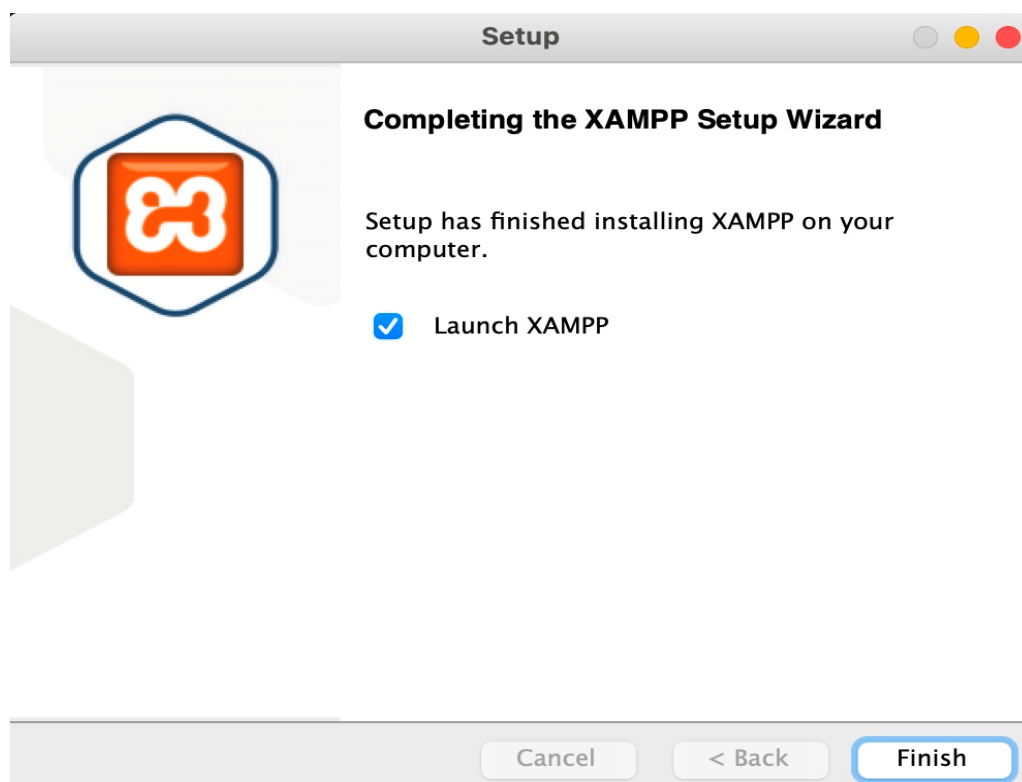 Setup
Completing the XAMPP Setup Wizard
Setup has finished installing XAMPP on your
computer.
Launch XAMPP
Cancel
< Back
Finish